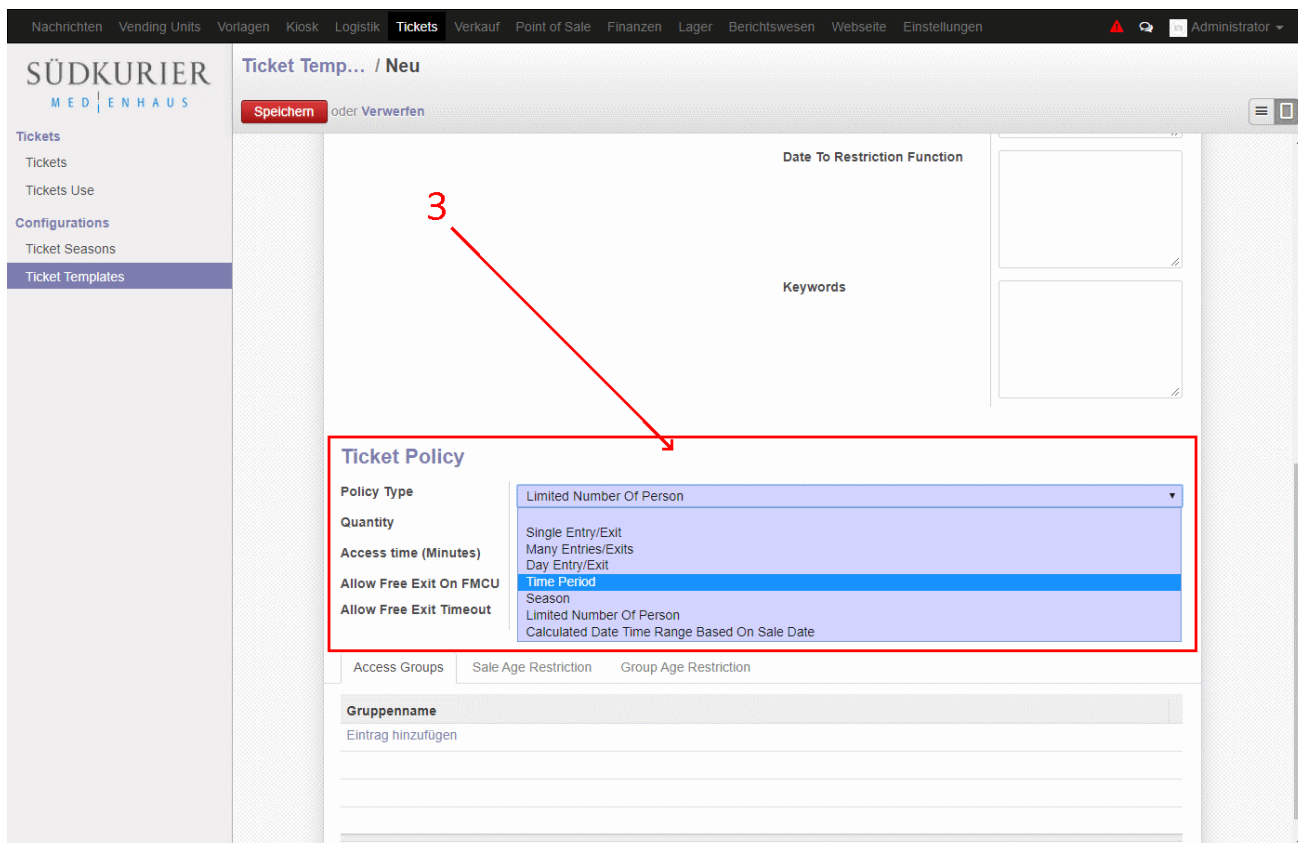 Nachrichten Vending Units Vorlagen Kiosk Logistik Tickets Verkauf Point of Sale Finanzen Lager Berichtswesen Webseite Einstellungen Administrator
SÜDKURIER
MEDIENHAUS
Ticket Temp... / Neu
Speichern oder Verwerfen
Tickets
Tickets
Tickets Use
Configurations
Ticket Seasons
Ticket Templates
Date To Restriction Function
3
Keywords
Ticket Policy
Policy Type
Limited Number Of Person
Quantity
Access time (Minutes)
Allow Free Exit On FMCU
Allow Free Exit Timeout
Single Entry/Exit
Many Entries/Exits
Day Entry/Exit
Time Period
Season
Limited Number Of Person
Calculated Date Time Range Based On Sale Date
Access Groups Sale Age Restriction Group Age Restriction
Gruppenname
Eintrag hinzufügen